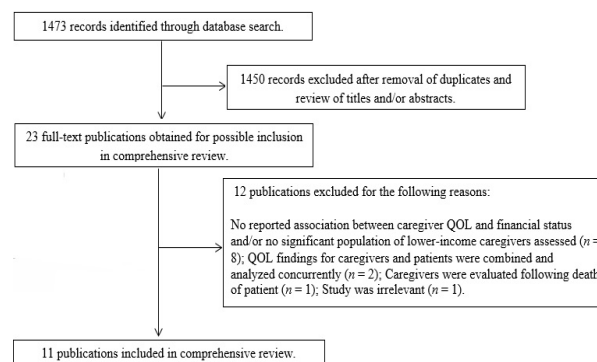 1473 records identified through database search.
1450 records excluded after removal of duplicates and
review of titles and/or abstracts.
23 full-text publications obtained for possible inclusion
in comprehensive review.
12 publications excluded for the following reasons:
No reported association between caregiver QOL and financial status
and/or no significant population of lower-income caregivers assessed (n =
8); QOL findings for caregivers and patients were combined and
analyzed concurrently (n = 2); Caregivers were evaluated following death
of patient (n = 1); Study was irrelevant (n = 1).
11 publications included in comprehensive review.